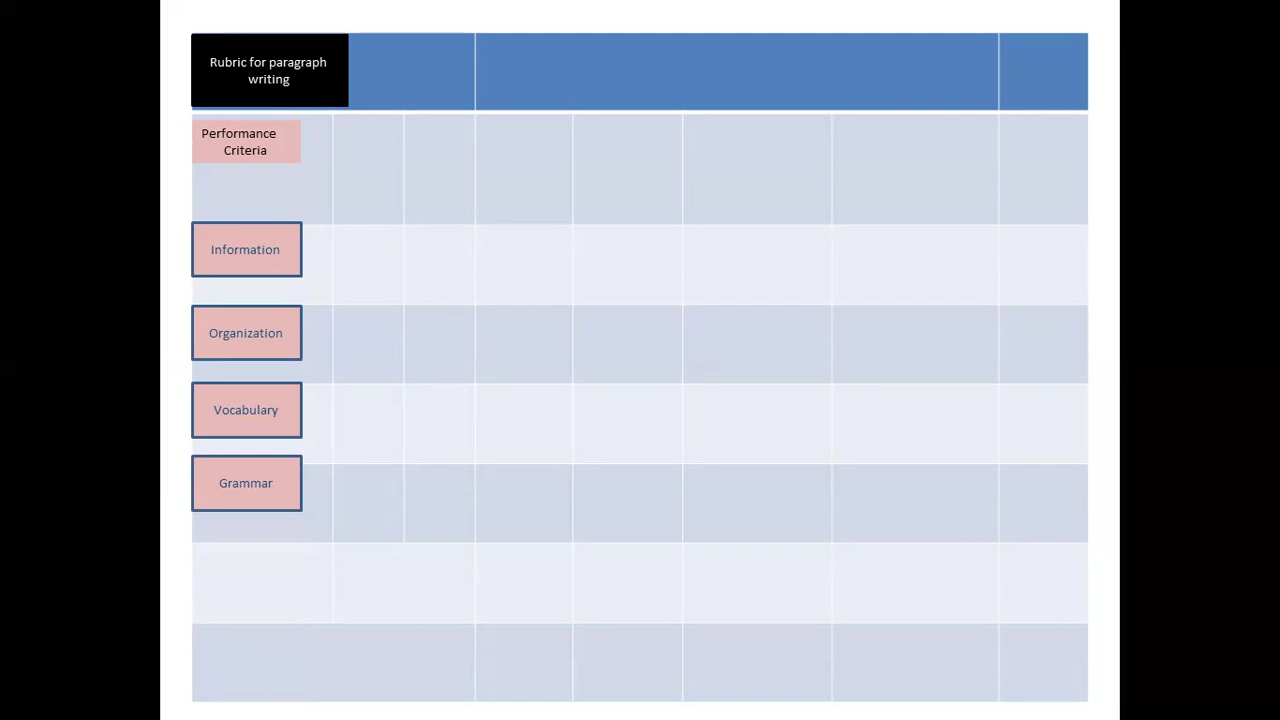 Rubric for paragraph
writing
Performance
Criteria
Information
Organization
Vocabulary
Grammar